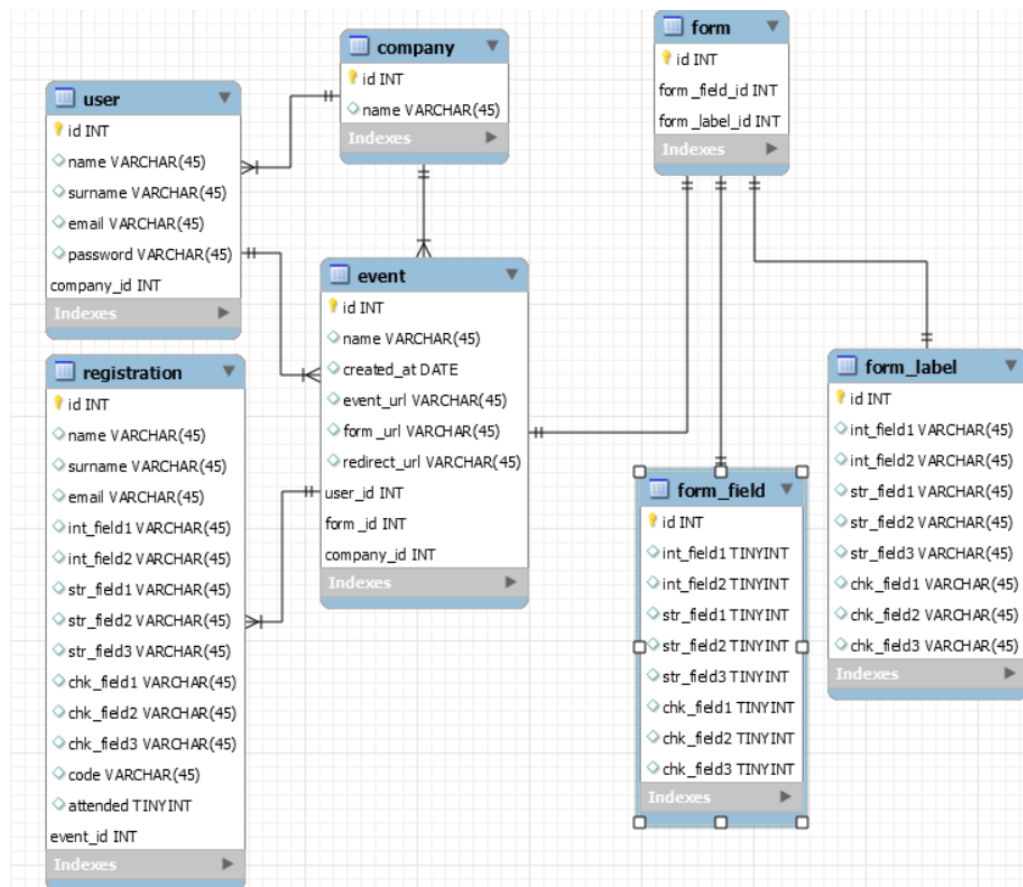 company
id INT
name VARCHAR(45)
Indexes
form
id INT
form_field_id INT
form_label_id INT
Indexes
user
id INT
name VARCHAR(45)
surname VARCHAR(45)
email VARCHAR(45)
password VARCHAR(45)
company_id INT
Indexes
event
id INT
name VARCHAR(45)
created_at DATE
event_url VARCHAR(45)
form_url VARCHAR(45)
redirect_url VARCHAR(45)
user_id INT
form_id INT
company_id INT
Indexes
registration
id INT
name VARCHAR(45)
surname VARCHAR(45)
email VARCHAR(45)
int_field1 VARCHAR(45)
int_field2 VARCHAR(45)
str_field1 VARCHAR(45)
str_field2 VARCHAR(45)
str_field3 VARCHAR(45)
chk_field1 VARCHAR(45)
chk_field2 VARCHAR(45)
chk_field3 VARCHAR(45)
code VARCHAR(45)
attended TINYINT
event_id INT
Indexes
form_field
id INT
int_field1 TINYINT
int_field2 TINYINT
str_field1 TINYINT
str_field2 TINYINT
str_field3 TINYINT
chk_field1 TINYINT
chk_field2 TINYINT
chk_field3 TINYINT
Indexes
form_label
id INT
int_field1 VARCHAR(45)
int_field2 VARCHAR(45)
str_field1 VARCHAR(45)
str_field2 VARCHAR(45)
str_field3 VARCHAR(45)
chk_field1 VARCHAR(45)
chk_field2 VARCHAR(45)
chk_field3 VARCHAR(45)
Indexes